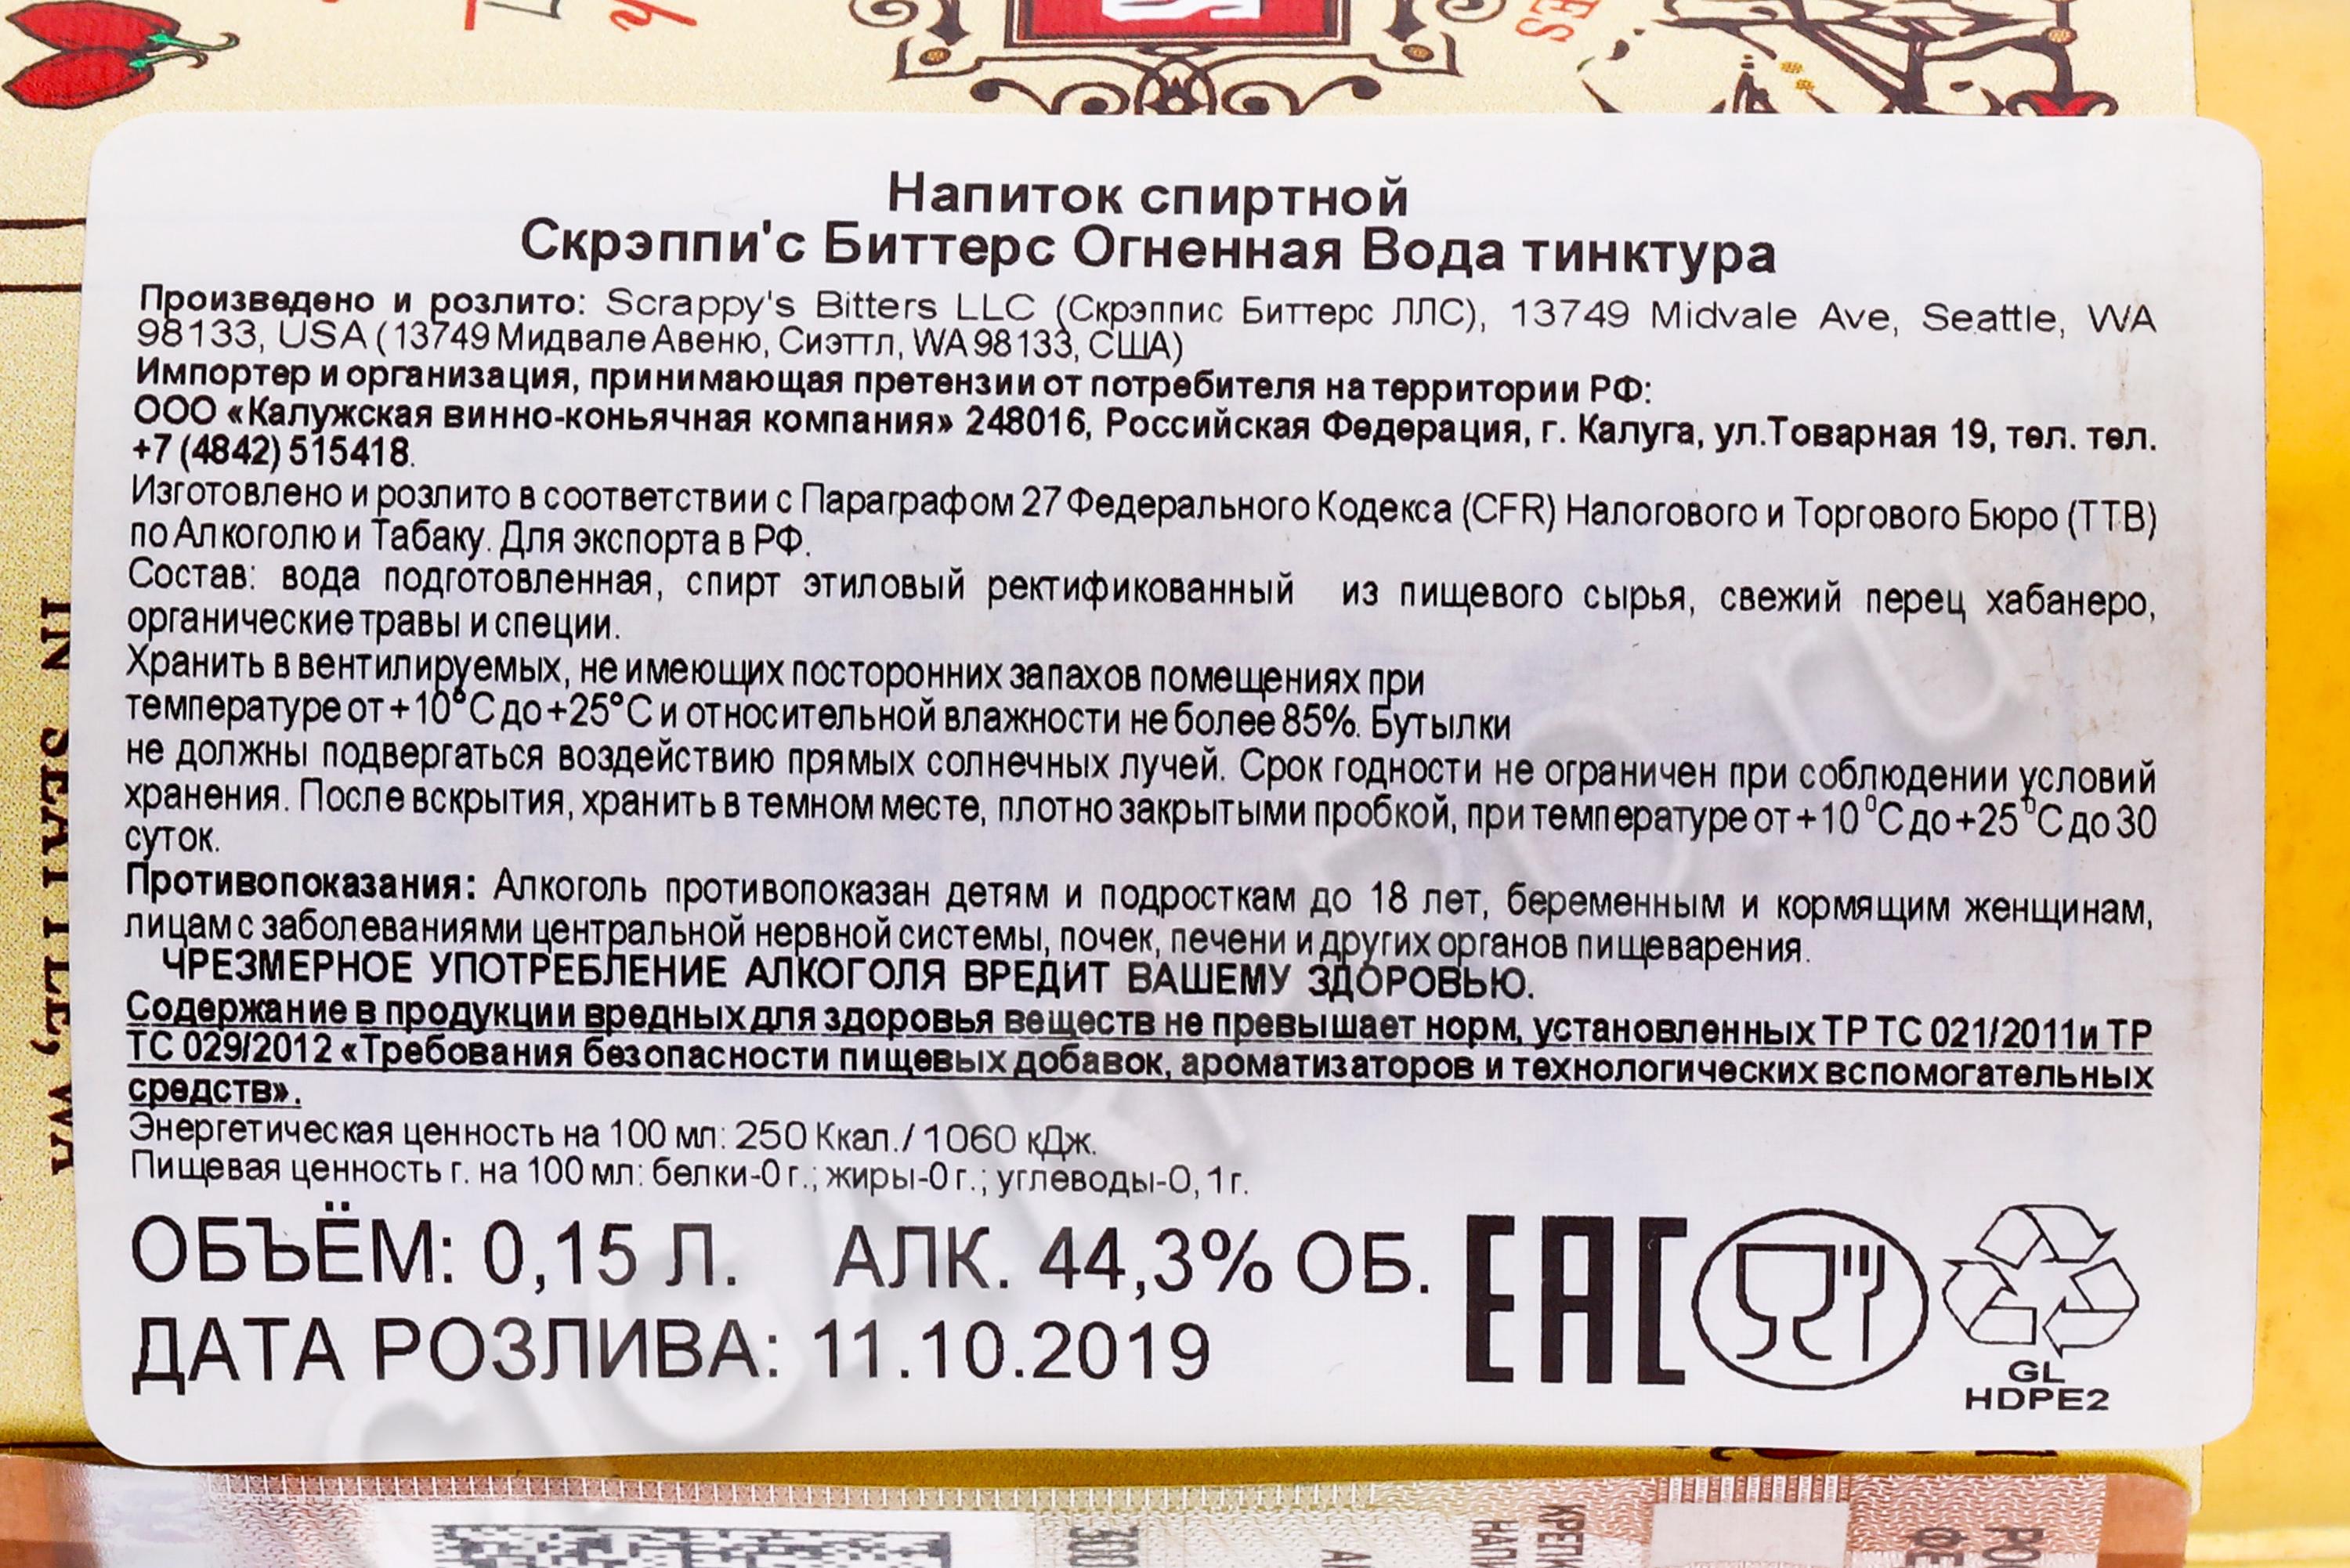 ES
Напиток спиртной
Скрэппи'с Биттерс Огненная Вода тинктура
Произведено и розлито: Scrappy's Bitters LLC (Скрэппис Биттерс ЛЛС), 13749 Midvale Ave, Seattle, WA
98133, USA (13749 Мидвале Авеню, Сиэттл, WA 98133, США)
Импортер и организация, принимающая претензии от потребителя на территории РФ:
ООО «Калужская винно-коньячная компания» 248016, Российская Федерация, г. Калуга, ул.Товарная 19, тел. тел.
+7 (4842) 515418.
Изготовлено и розлито в соответствии с Параграфом 27 Федерального Кодекса (CFR) Налогового и Торгового Бюро (TTB)
по Алкоголю и Табаку. Для экспорта в РФ.
Состав: вода подготовленная, спирт этиловый ректификованный из пищевого сырья, свежий перец хабанеро,
органические травы и специи.
Хранить в вентилируемых, не имеющих посторонних запахов помещениях при
температуре от +10°С до +25°С и относительной влажности не более 85%. Бутылки
не должны подвергаться воздействию прямых солнечных лучей. Срок годности не ограничен при соблюдении условий
хранения. После вскрытия, хранить в темном месте, плотно закрытыми пробкой, при температуре от +10 ⁰С до +25 ⁰С до 30
суток.
Противопоказания: Алкоголь противопоказан детям и подросткам до 18 лет, беременным и кормящим женщинам,
лицам с заболеваниями центральной нервной системы, почек, печени и других органов пищеварения.
ЧРЕЗМЕРНОЕ УПОТРЕБЛЕНИЕ АЛКОГОЛЯ ВРЕДИТ ВАШЕМУ ЗДОРОВЬЮ.
Содержание в продукции вредных для здоровья веществ не превышает норм, установленных ТР ТС 021/2011и ТР
ТС 029/2012 «Требования безопасности пищевых добавок, ароматизаторов и технологических вспомогательных
средств».
Энергетическая ценность на 100 мл: 250 Ккал./ 1060 кДж.
Пищевая ценность г. на 100 мл: белки-0 г.; жиры-0 г.; углеводы-0, 1 г.
ОБЪЁМ: 0,15 Л. АЛК. 44,3% ОБ.
ДАТА РОЗЛИВА: 11.10.2019
EAC
GL
HDPE2
IN SEATTLE, WA
CIGARPRO.ru